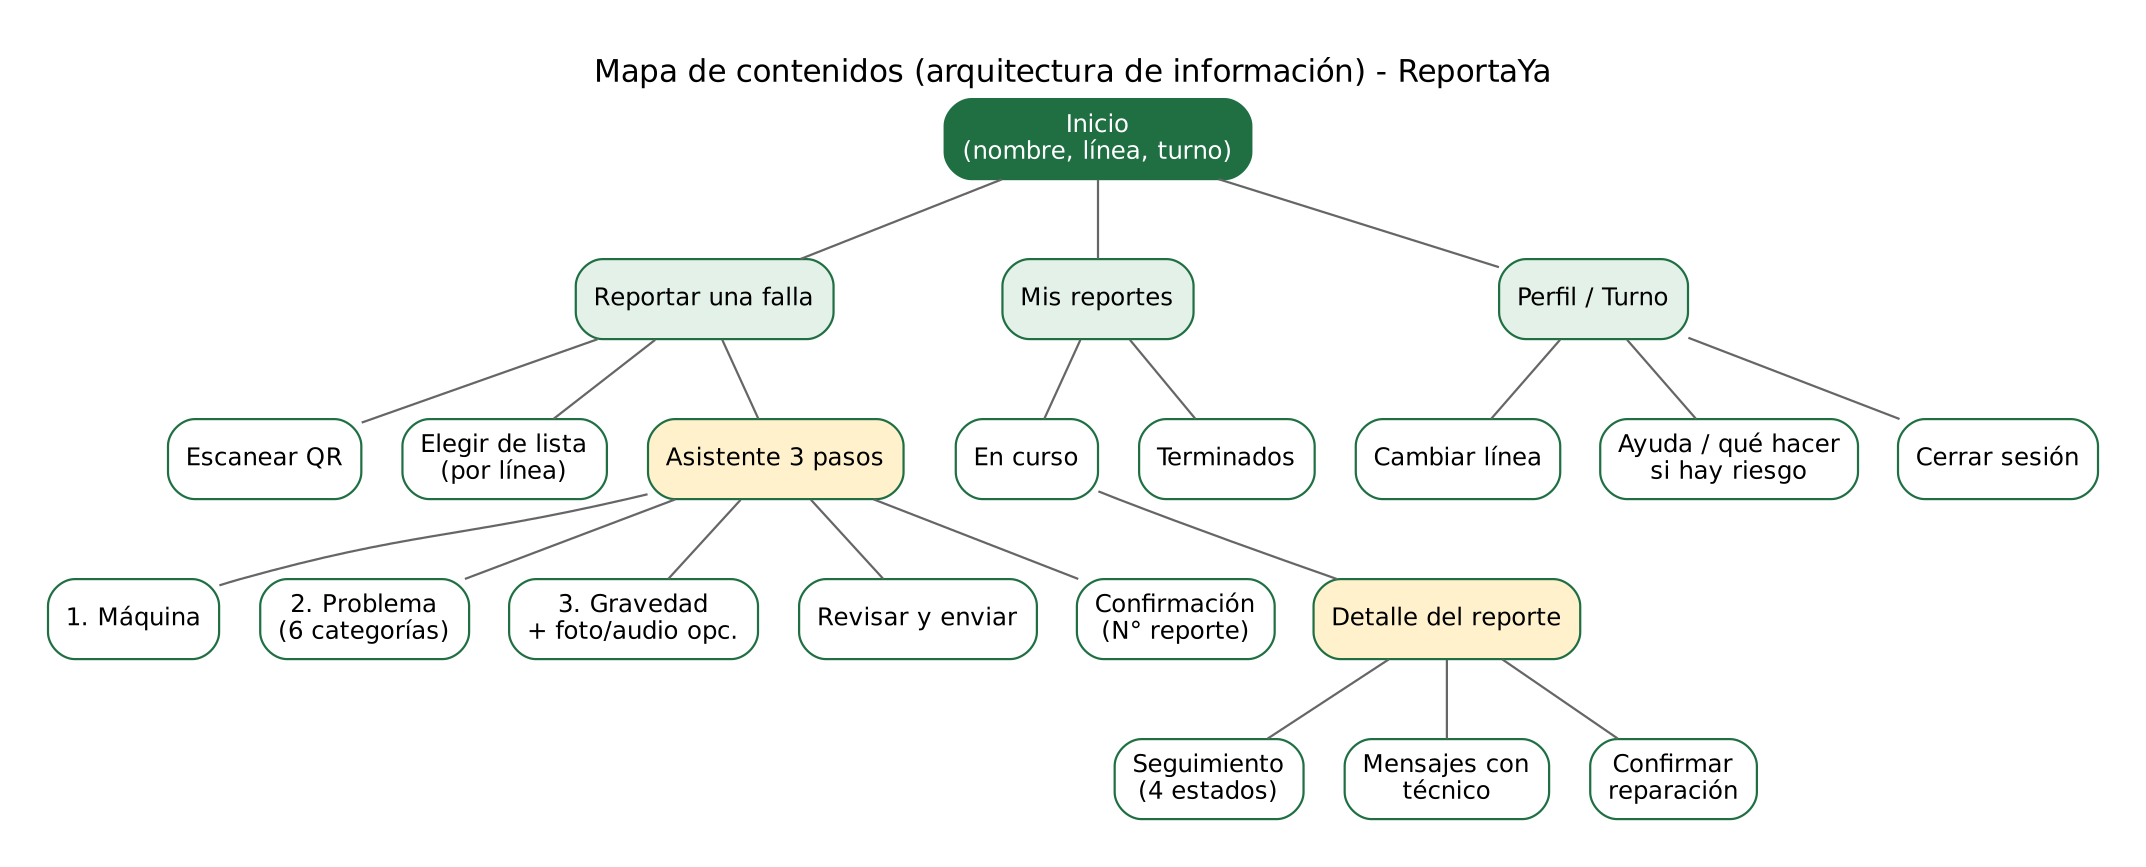 Mapa de contenidos (arquitectura de información) - ReportaYa
Inicio
(nombre, línea, turno)
Reportar una falla
Mis reportes
Perfil / Turno
Escanear QR
Elegir de lista
(por línea)
Asistente 3 pasos
En curso
Terminados
Cambiar línea
Ayuda / qué hacer
si hay riesgo
Cerrar sesión
1. Máquina
2. Problema
(6 categorías)
3. Gravedad
+ foto/audio opc.
Revisar y enviar
Confirmación
(N° reporte)
Detalle del reporte
Seguimiento
(4 estados)
Mensajes con
técnico
Confirmar
reparación